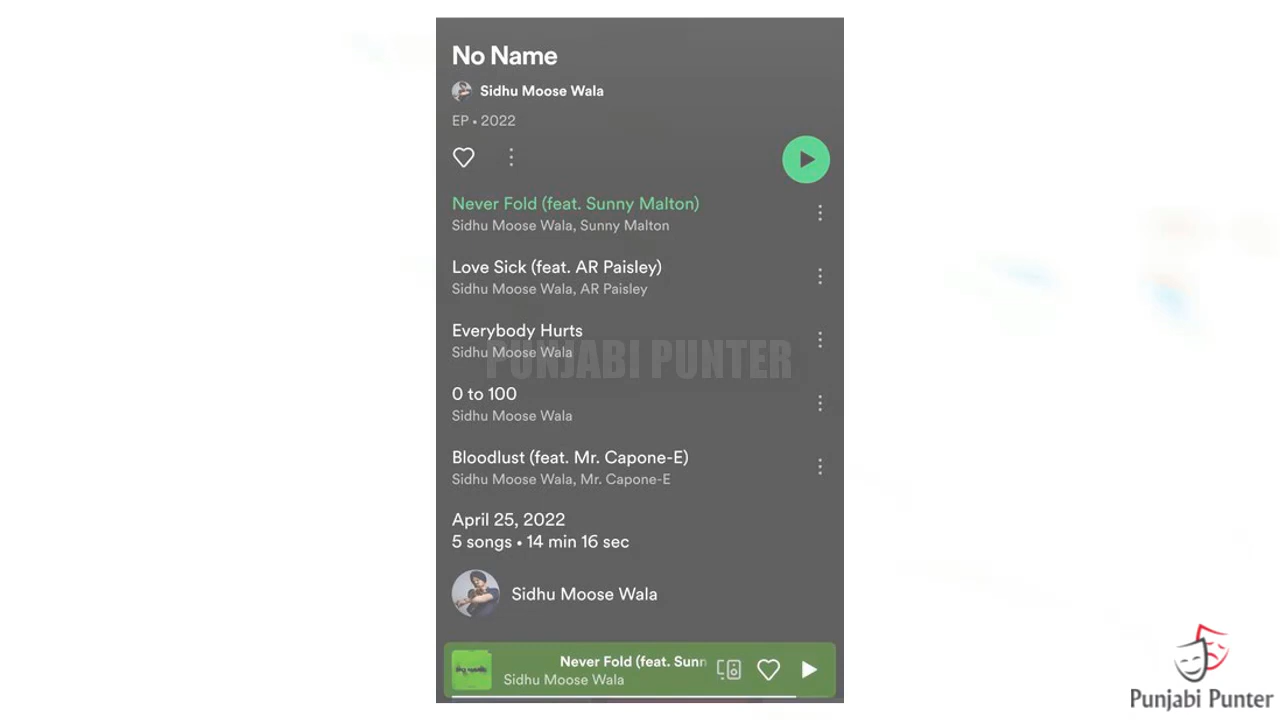 No Name
Sidhu Moose Wala
EP • 2022
Never Fold (feat. Sunny Malton)
Sidhu Moose Wala, Sunny Malton
Love Sick (feat. AR Paisley)
Sidhu Moose Wala, AR Paisley
Everybody Hurts
Sidhu Moose Wala
PUNJABI PUNTER
0 to 100
Sidhu Moose Wala
Bloodlust (feat. Mr. Capone-E)
Sidhu Moose Wala, Mr. Capone-E
April 25, 2022
5 songs • 14 min 16 sec
Sidhu Moose Wala
Never Fold (feat. Sunn
Sidhu Moose Wala
Punjabi Punter